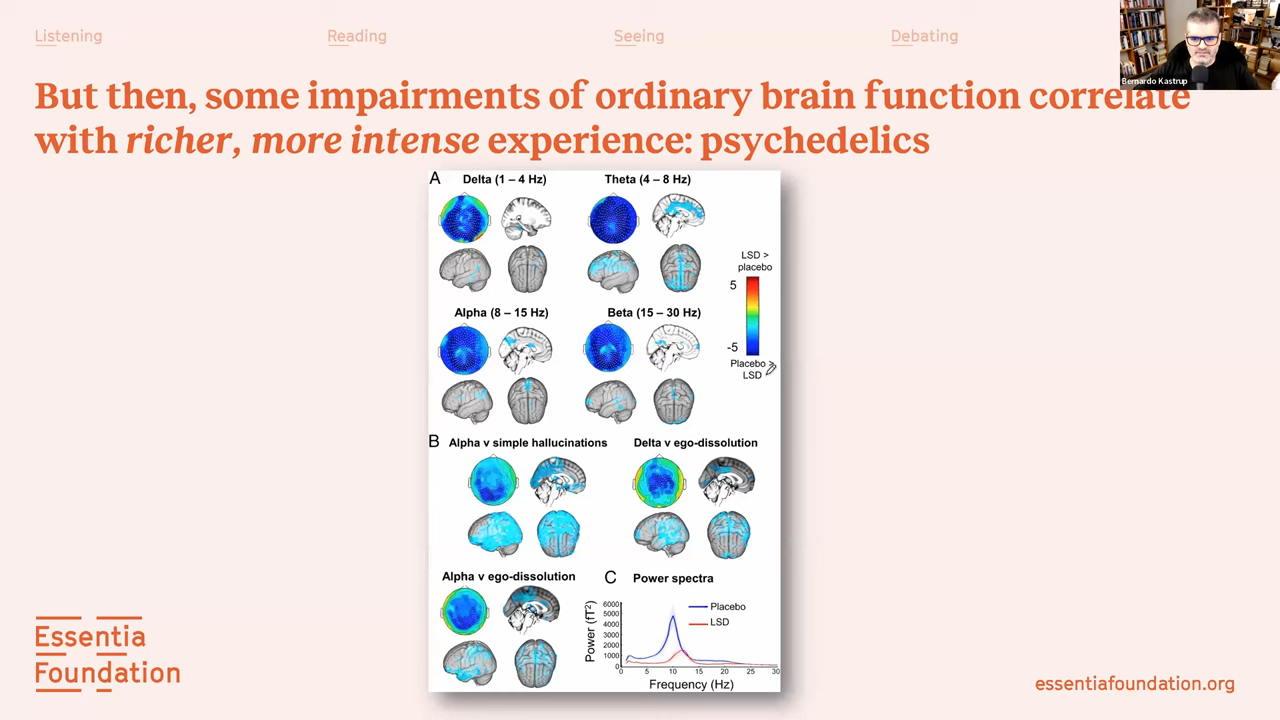 Listening
Reading
Seeing
Debating
Bernardo Kastrup
But then, some impairments of ordinary brain function correlate
with richer, more intense experience: psychedelics
A
Delta (1 – 4 Hz)
Theta (4 – 8 Hz)
LSD >
placebo
5
-5
Placebo >
LSD
Alpha (8 – 15 Hz)
Beta (15 – 30 Hz)
B
Alpha v simple hallucinations
Delta v ego-dissolution
Alpha v ego-dissolution
C
Power spectra
Power (fT²)
6000
5000
4000
3000
2000
1000
0
Placebo
LSD
0 5 10 15 20 25 30
Frequency (Hz)
Essentia
Foundation
essentiafoundation.org